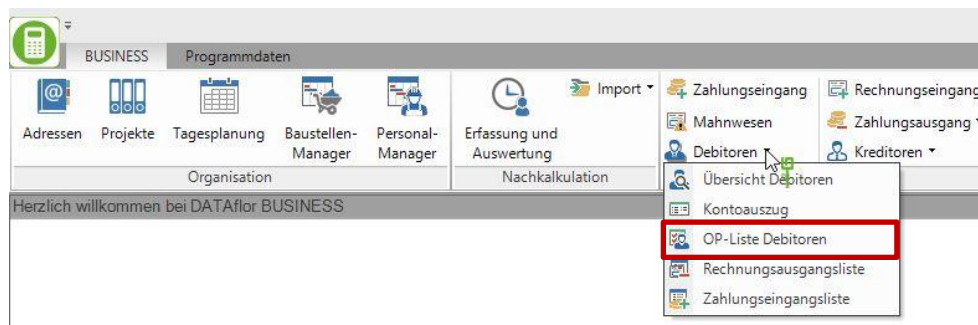 BUSINESS Programmdaten
Import Zahlungseingang Rechnungseingang
Mahnwesen Zahlungsausgang
Adressen Projekte Tagesplanung Baustellen- Personal- Erfassung und Debitoren Kreditoren
Manager Manager Auswertung
Organisation Nachkalkulation
Übersicht Debitoren
Herzlich willkommen bei DATAflor BUSINESS
Kontoauszug
OP-Liste Debitoren
Rechnungsausgangsliste
Zahlungseingangsliste